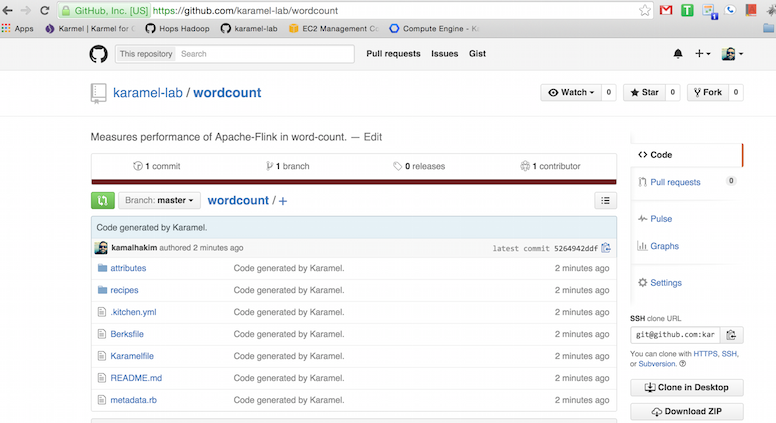 GitHub, Inc. [US] https://github.com/karamel-lab/wordcount
Apps Karmel | Karmel for C Hops Hadoop karamel-lab EC2 Management Co Compute Engine - Ka
This repository Search Pull requests Issues Gist
karamel-lab / wordcount Watch 0 Star 0 Fork 0
Measures performance of Apache-Flink in word-count. — Edit
1 commit 1 branch 0 releases 1 contributor
Branch: master wordcount / +
Code generated by Karamel.
kamalhakim authored 2 minutes ago latest commit 5264942ddf
attributes Code generated by Karamel. 2 minutes ago
recipes Code generated by Karamel. 2 minutes ago
.kitchen.yml Code generated by Karamel. 2 minutes ago
Berksfile Code generated by Karamel. 2 minutes ago
Karamelfile Code generated by Karamel. 2 minutes ago
README.md Code generated by Karamel. 2 minutes ago
metadata.rb Code generated by Karamel. 2 minutes ago
Code
Pull requests 0
Pulse
Graphs
Settings
SSH clone URL
git@github.com:kar
You can clone with HTTPS, SSH,
or Subversion.
Clone in Desktop
Download ZIP